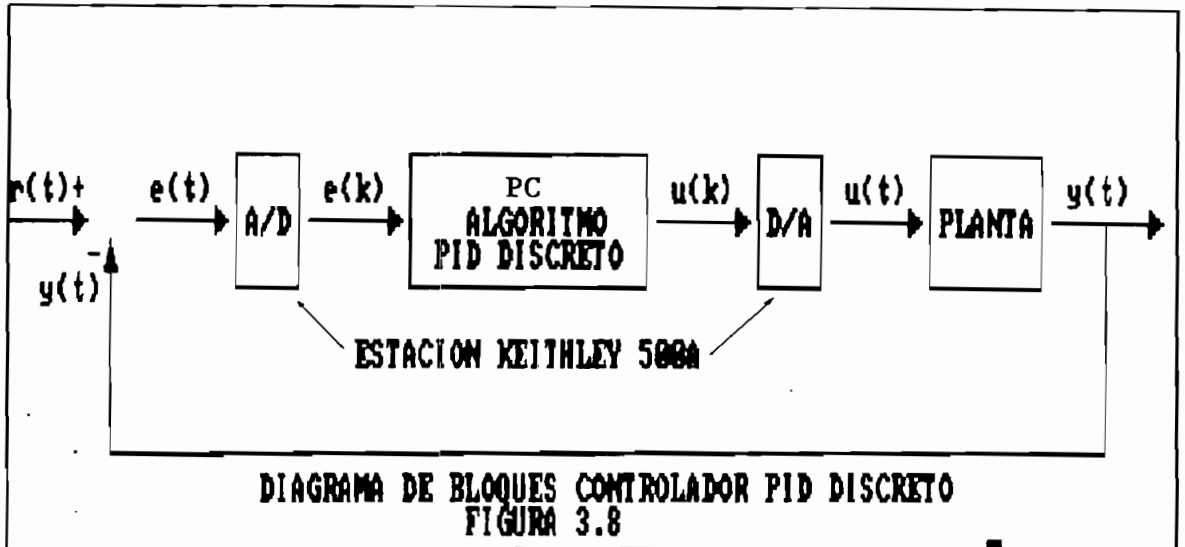 r(t)+ e(t) A/D e(k) PC u(k) D/A u(t) PLANTA y(t)
ALGORITMO
PID DISCRETO
-
y(t)
ESTACION KEITHLEY 500A
DIAGRAMA DE BLOQUES CONTROLADOR PID DISCRETO
FIGURA 3.8